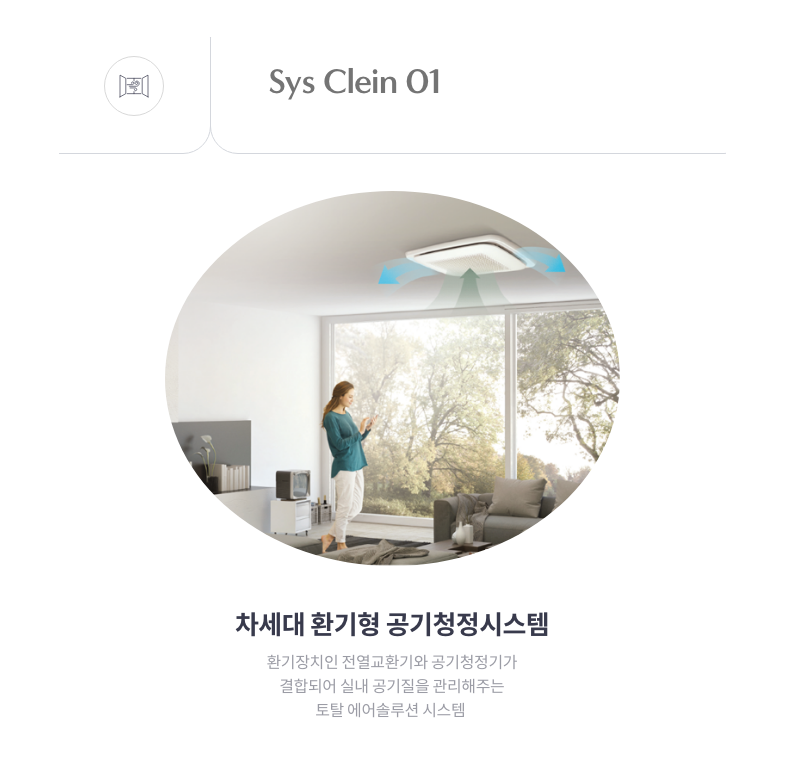 Sys Clein 01
차세대 환기형 공기청정시스템
환기장치인 전열교환기와 공기청정기가
결합되어 실내 공기질을 관리해주는
토탈 에어솔루션 시스템